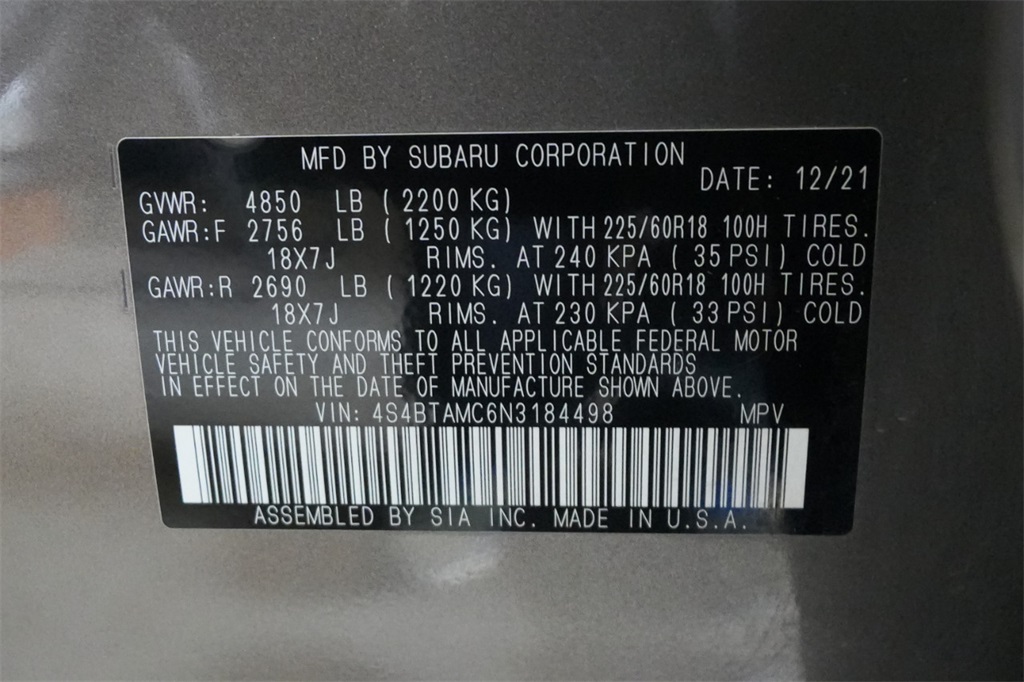 MFD BY SUBARU CORPORATION
DATE: 12/21
GVWR: 4850 LB (2200 KG)
GAWR:F 2756 LB (1250 KG) WITH 225/60R18 100H TIRES.
18X7J RIMS. AT 240 KPA (35 PSI) COLD
GAWR:R 2690 LB (1220 KG) WITH 225/60R18 100H TIRES.
18X7J RIMS. AT 230 KPA (33 PSI) COLD
THIS VEHICLE CONFORMS TO ALL APPLICABLE FEDERAL MOTOR
VEHICLE SAFETY AND THEFT PREVENTION STANDARDS
IN EFFECT ON THE DATE OF MANUFACTURE SHOWN ABOVE.
VIN: 4S4BTAMC6N3184498 MPV
ASSEMBLED BY SIA INC. MADE IN U.S.A.